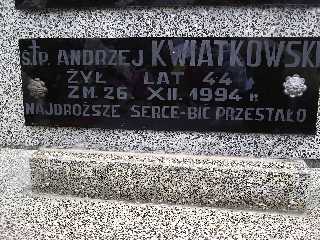 śp. ANDRZEJ KWIATKOWSKI
ŻYŁ LAT 44
ZM. 26. XII. 1994 r.
NAJDROŻSZE SERCE-BIĆ PRZESTAŁO